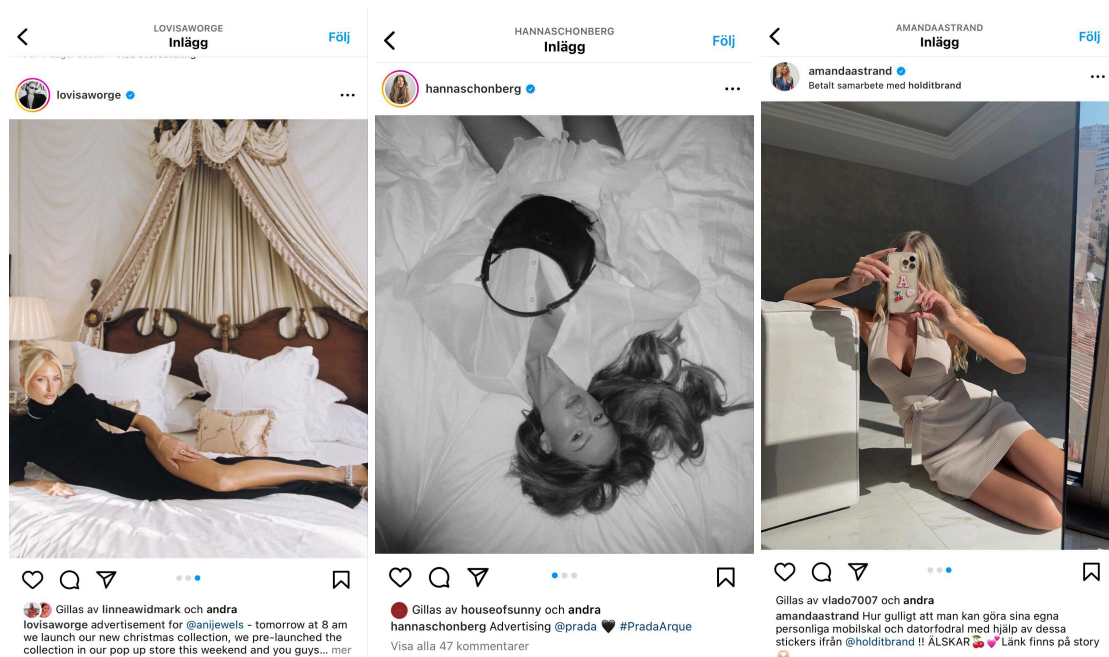 LOVISAWORGE
Inlägg
Följ
lovisaworge
Gillas av linneawidmark och andra
lovisaworge advertisement for @anijewels - tomorrow at 8 am
we launch our new christmas collection, we pre-launched the
collection in our pop up store this weekend and you guys... mer
HANNASCHONBERG
Inlägg
Följ
hannaschonberg
Gillas av houseofsunny och andra
hannaschonberg Advertising @prada 🖤 #PradaArque
Visa alla 47 kommentarer
AMANDAASTRAND
Inlägg
Följ
amandaastrand
Betalt samarbete med holditbrand
A
Gillas av vlado7007 och andra
amandaastrand Hur gulligt att man kan göra sina egna
personliga mobilskal och datorfodral med hjälp av dessa
stickers ifrån @holditbrand !! ÄLSKAR🍒💕Länk finns på story